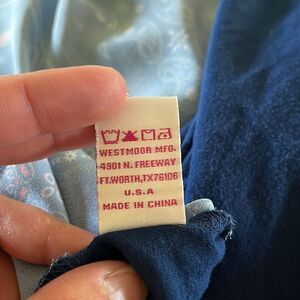 WESTMOOR MFG.
4901 N. FREEWAY
FT.WORTH,TX76106
U.S.A
MADE IN CHINA